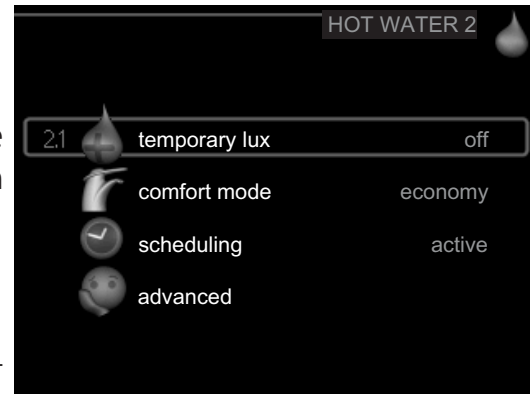 HOT WATER 2
2.1 temporary lux off
comfort mode economy
scheduling active
advanced